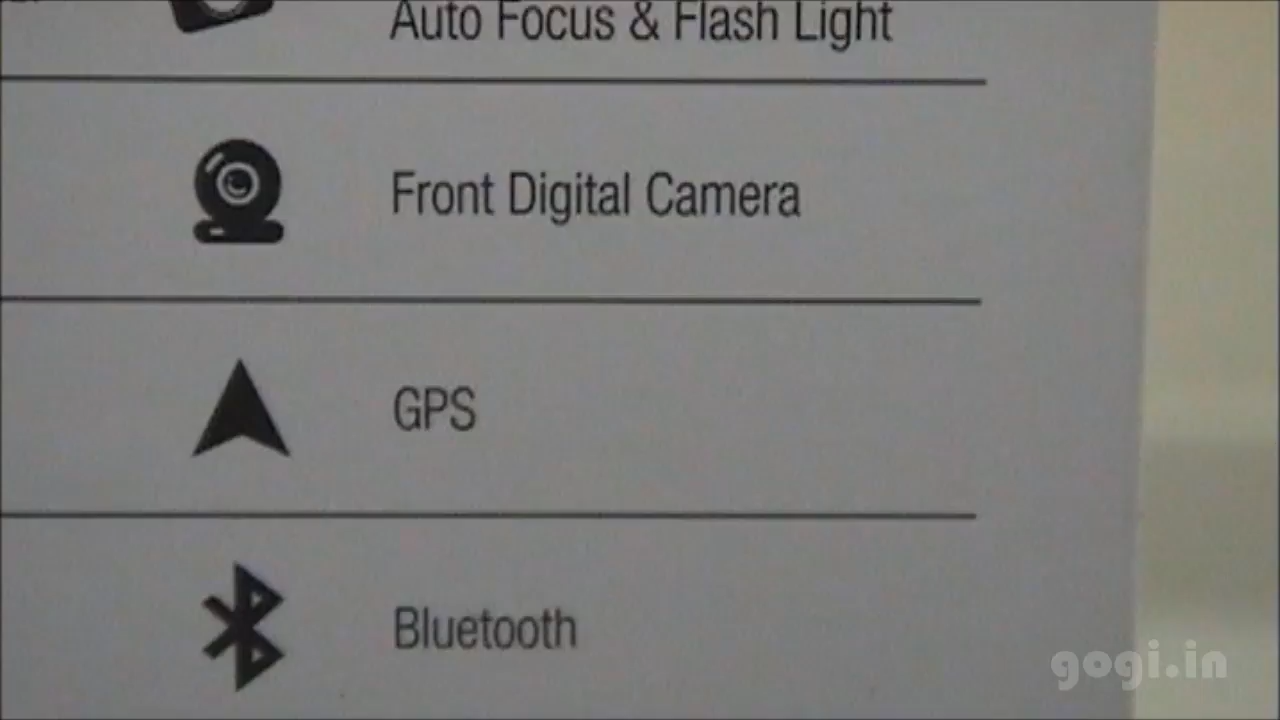 Auto Focus & Flash Light
Front Digital Camera
GPS
Bluetooth
gogi.in